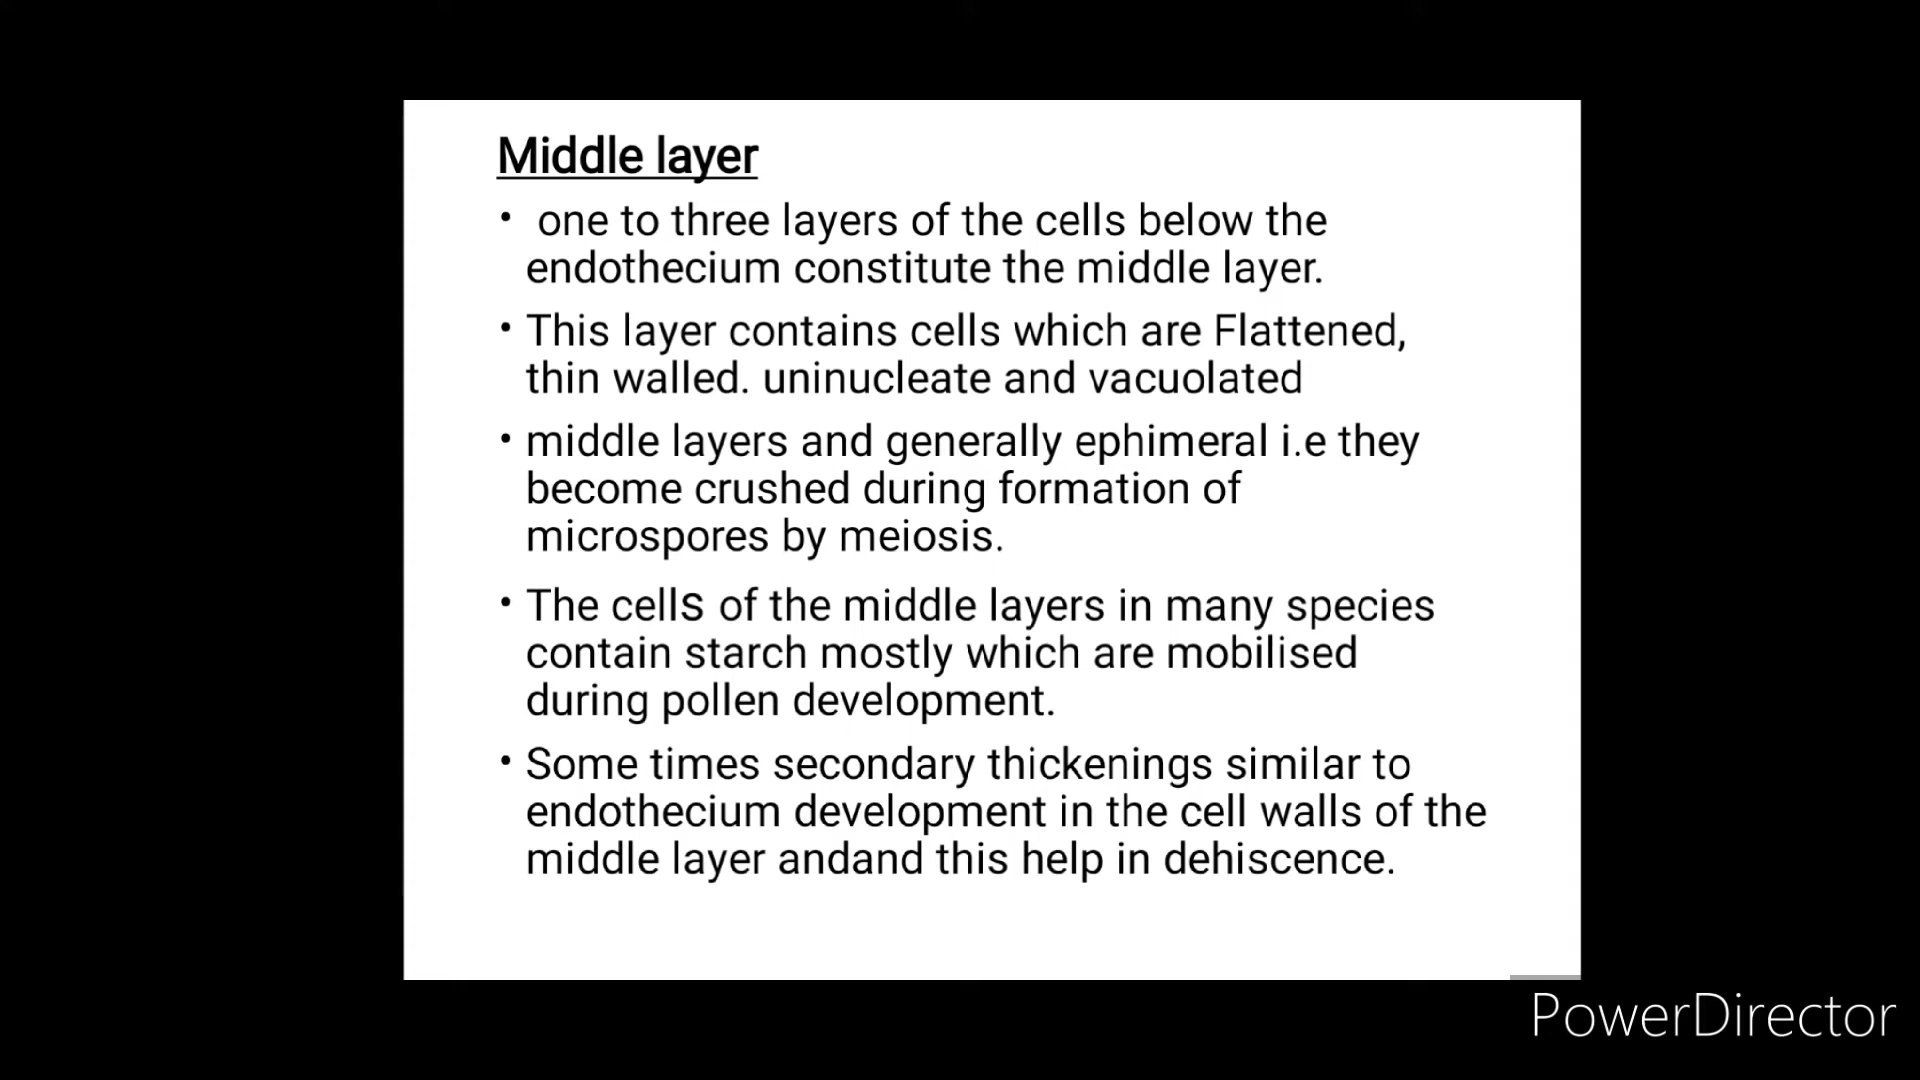 Middle layer
• one to three layers of the cells below the
endothecium constitute the middle layer.
• This layer contains cells which are Flattened,
thin walled. uninucleate and vacuolated
• middle layers and generally ephimeral i.e they
become crushed during formation of
microspores by meiosis.
• The cells of the middle layers in many species
contain starch mostly which are mobilised
during pollen development.
• Some times secondary thickenings similar to
endothecium development in the cell walls of the
middle layer andand this help in dehiscence.
PowerDirector